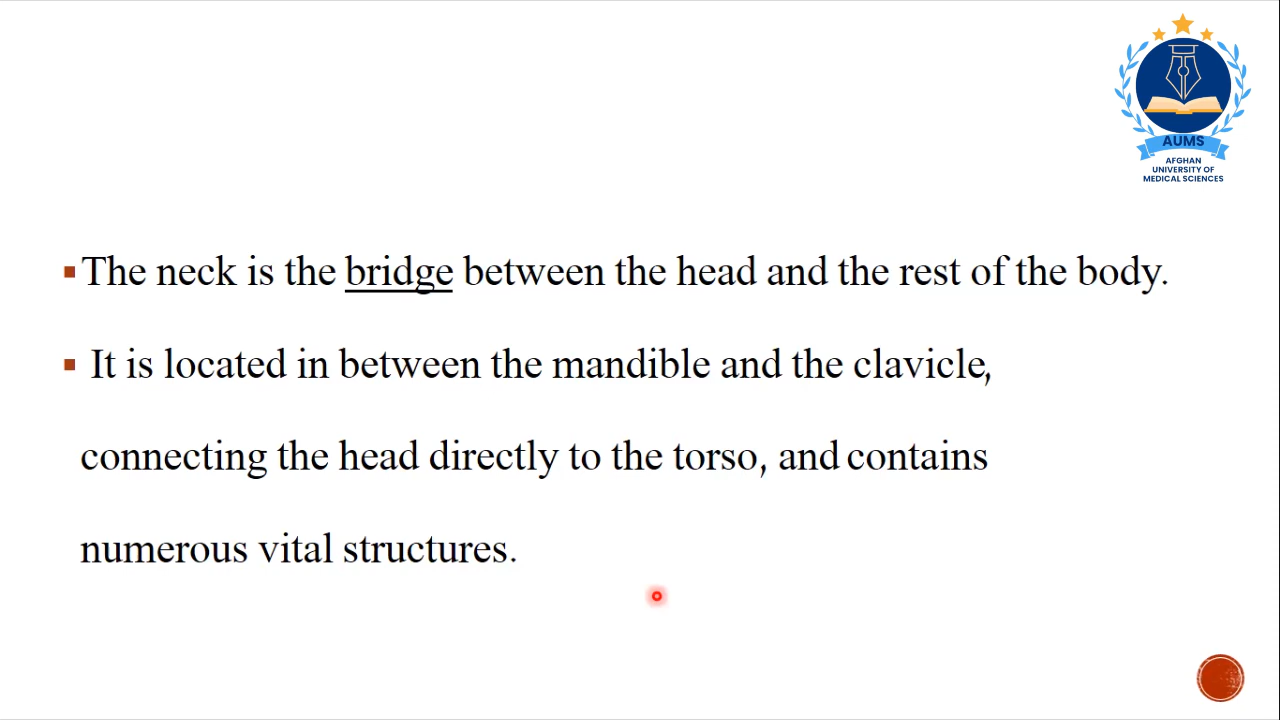 AUMS
AFGHAN
UNIVERSITY OF
MEDICAL SCIENCES
The neck is the bridge between the head and the rest of the body.
It is located in between the mandible and the clavicle,
connecting the head directly to the torso, and contains
numerous vital structures.